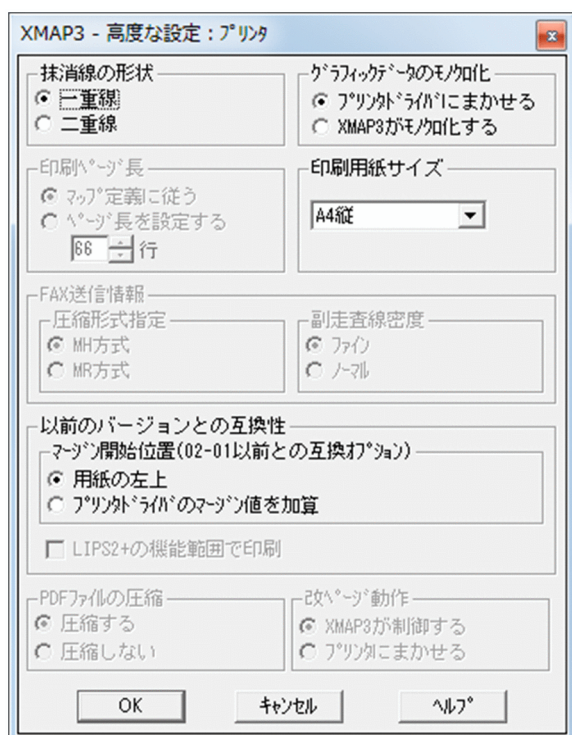 XMAP3 - 高度な設定：ﾌﾟﾘﾝﾀ
抹消線の形状
一重線
二重線
ｸﾞﾗﾌｨｯｸﾃﾞｰﾀのﾓﾉｸﾛ化
ﾌﾟﾘﾝﾀﾄﾞﾗｲﾊﾞにまかせる
XMAP3がﾓﾉｸﾛ化する
印刷ﾍﾟｰｼﾞ長
ﾏｯﾌﾟ定義に従う
ﾍﾟｰｼﾞ長を設定する
66 行
印刷用紙サイズ
A4縦
FAX送信情報
圧縮形式指定
MH方式
MR方式
副走査線密度
ﾌｧｲﾝ
ﾉｰﾏﾙ
以前のバージョンとの互換性
ﾏｰｼﾞﾝ開始位置(02-01以前との互換ｵﾌﾟｼｮﾝ)
用紙の左上
ﾌﾟﾘﾝﾀﾄﾞﾗｲﾊﾞのﾏｰｼﾞﾝ値を加算
LIPS2+の機能範囲で印刷
PDFﾌｧｲﾙの圧縮
圧縮する
圧縮しない
改ﾍﾟｰｼﾞ動作
XMAP3が制御する
ﾌﾟﾘﾝﾀにまかせる
OK
ｷｬﾝｾﾙ
ﾍﾙﾌﾟ